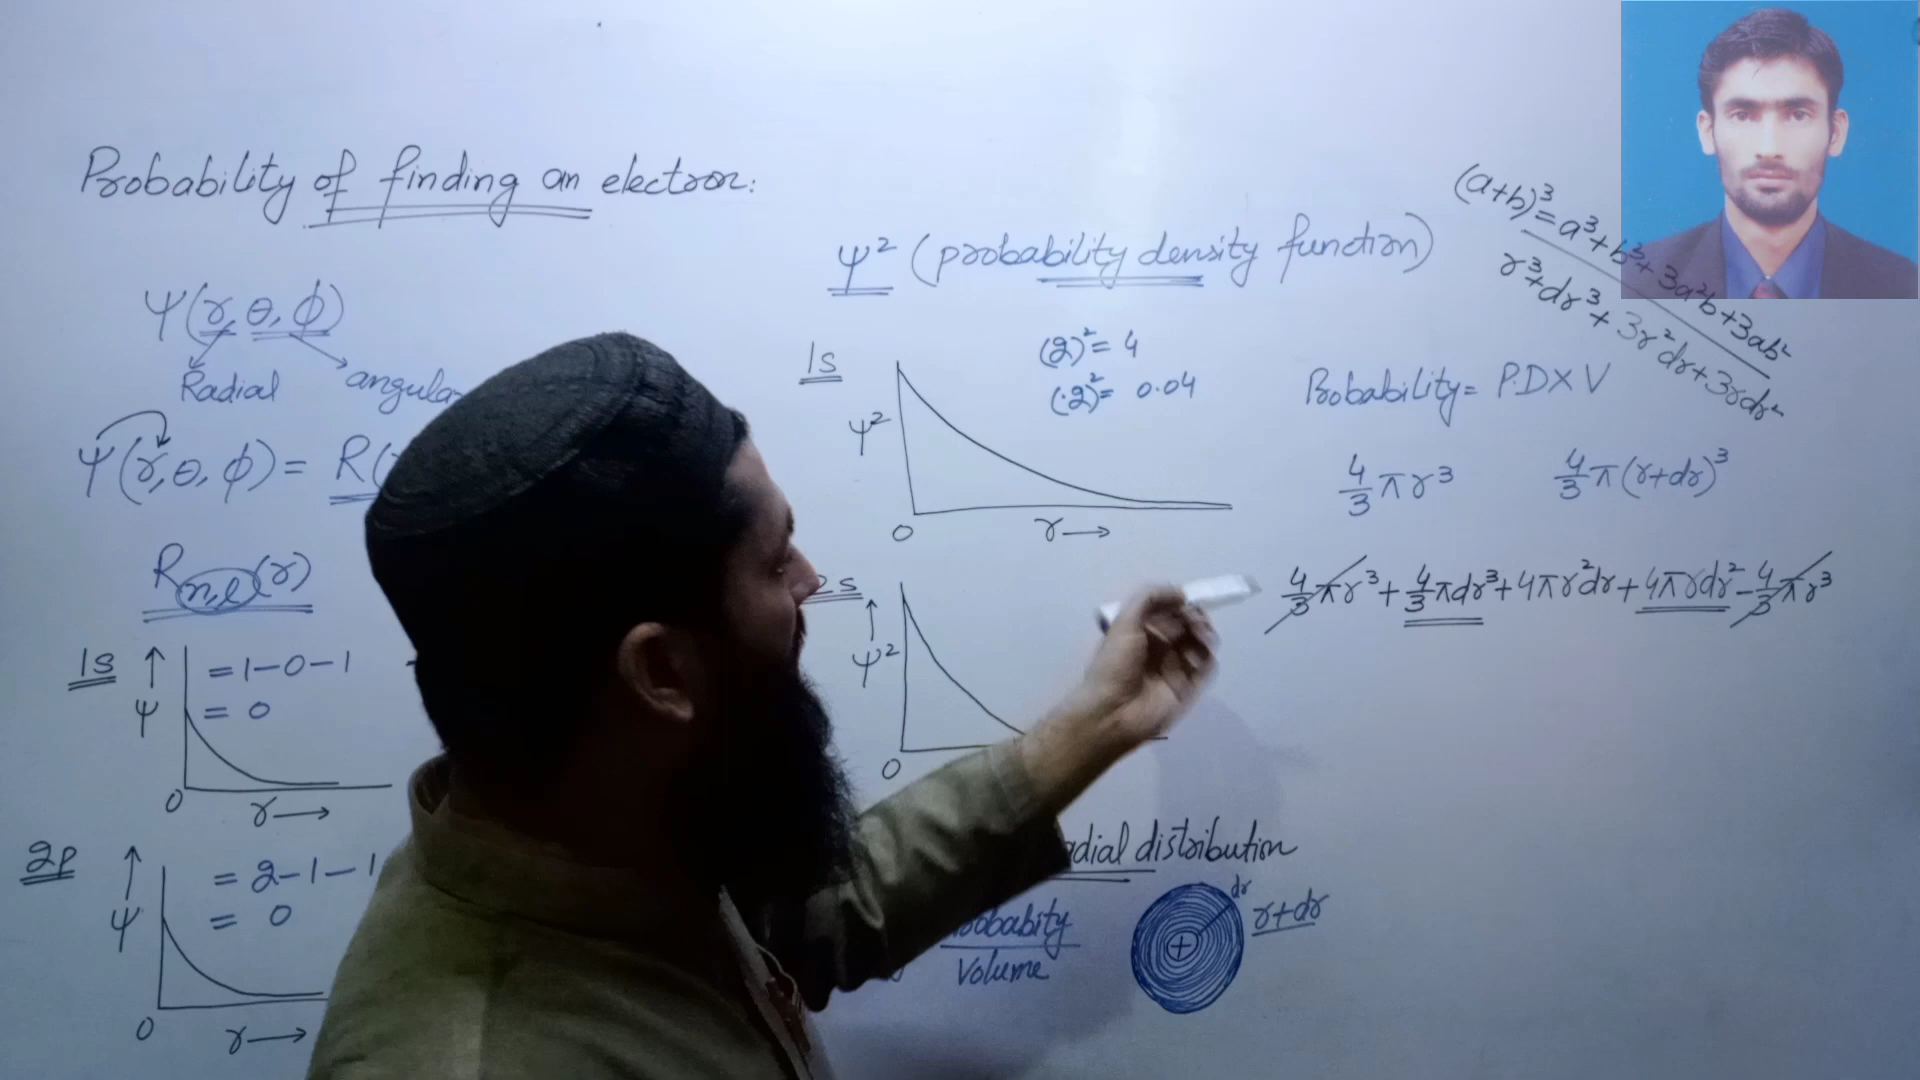 Probability of finding an electron:
ψ(r, θ, φ)
Radial angular
ψ(r, θ, φ) = R(
Rn,l(r)
1S
ψ
= 1-0-1
= 0
0
r→
2p
ψ
= 2-1-1
= 0
0
r→
ψ² (probability density function)
1S
(2)² = 4
(.2)² = 0.04
ψ²
0
r→
2s
ψ²
0
adial distribution
Volume
dr
+
r+dr
(a+b)³ = a³+b³+3a²b+3ab²
r³+dr³+3r²dr+3rdr²
Probability = P.D X V
4/3 πr³ 4/3 π(r+dr)³
4/3 πr³ + 4/3 πdr³ + 4πr²dr + 4πrdr² - 4/3 πr³